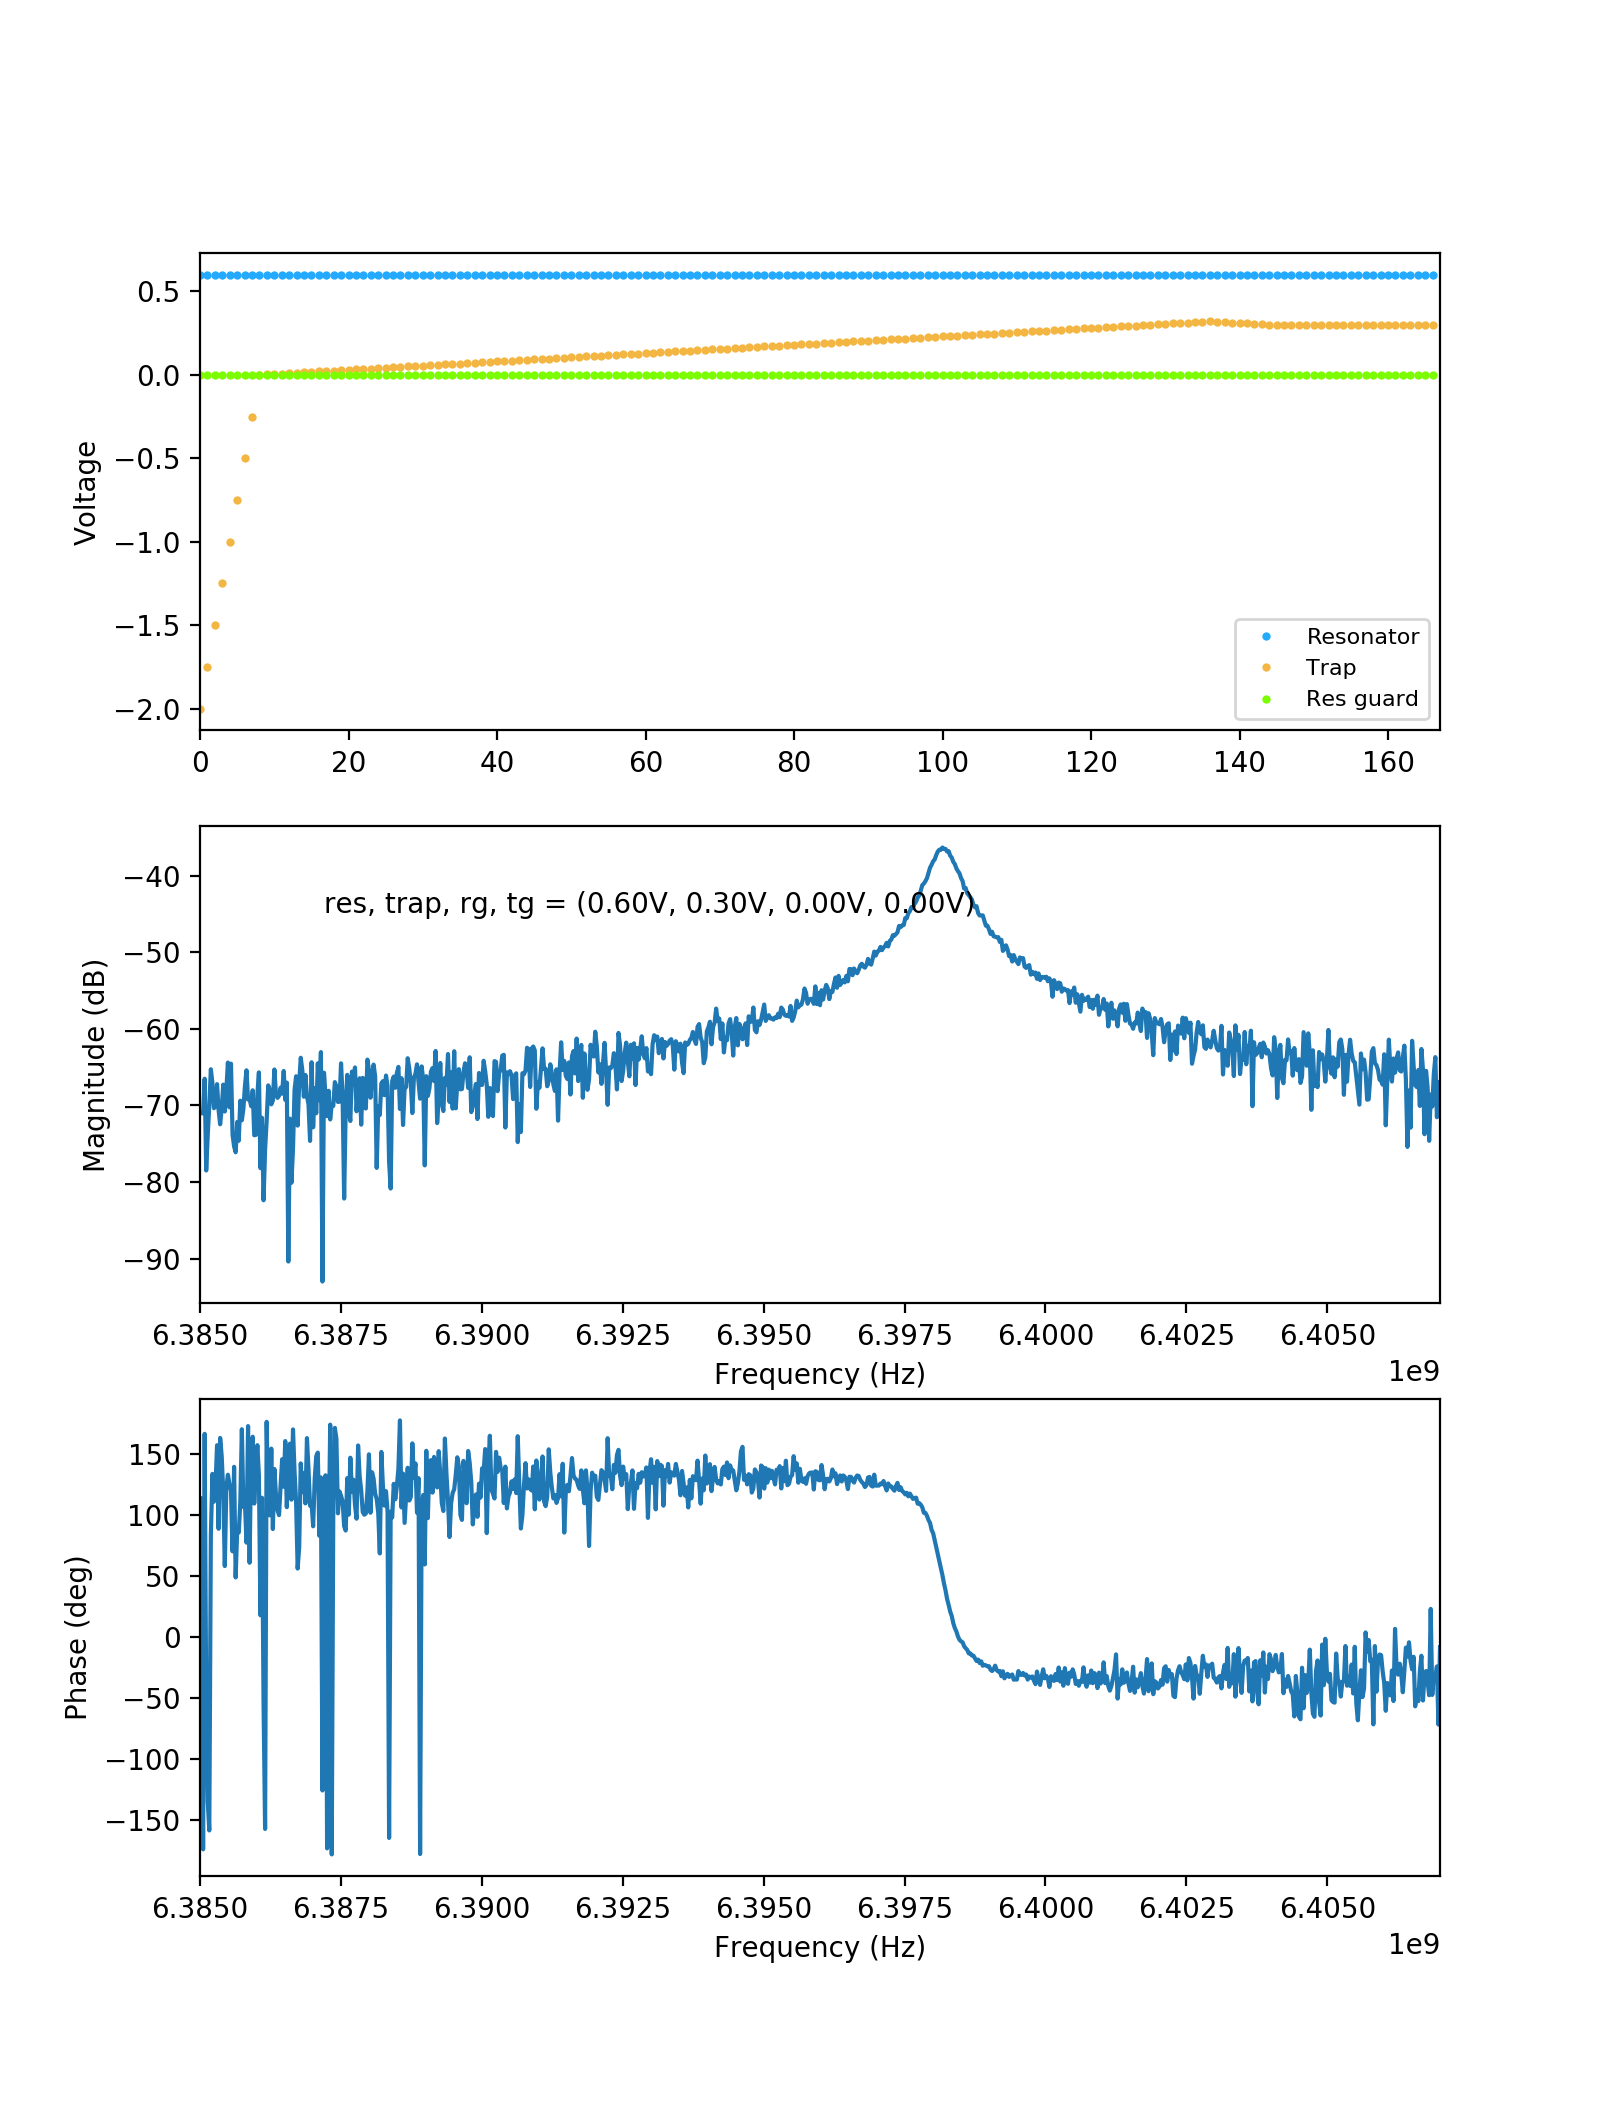 0.5
0.0
−0.5
−1.0
−1.5
−2.0
Voltage
Resonator
Trap
Res guard
0 20 40 60 80 100 120 140 160
−40
−50
−60
−70
−80
−90
Magnitude (dB)
res, trap, rg, tg = (0.60V, 0.30V, 0.00V, 0.00V)
6.3850 6.3875 6.3900 6.3925 6.3950 6.3975 6.4000 6.4025 6.4050
1e9
Frequency (Hz)
150
100
50
0
−50
−100
−150
Phase (deg)
6.3850 6.3875 6.3900 6.3925 6.3950 6.3975 6.4000 6.4025 6.4050
1e9
Frequency (Hz)